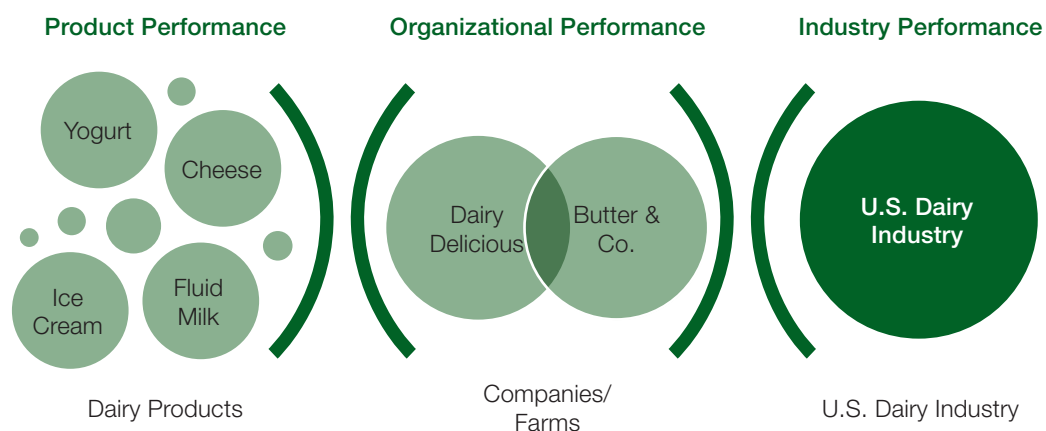 Product Performance
Organizational Performance
Industry Performance
Yogurt
Cheese
Ice
Cream
Fluid
Milk
Dairy
Delicious
Butter &
Co.
U.S. Dairy
Industry
Dairy Products
Companies/
Farms
U.S. Dairy Industry